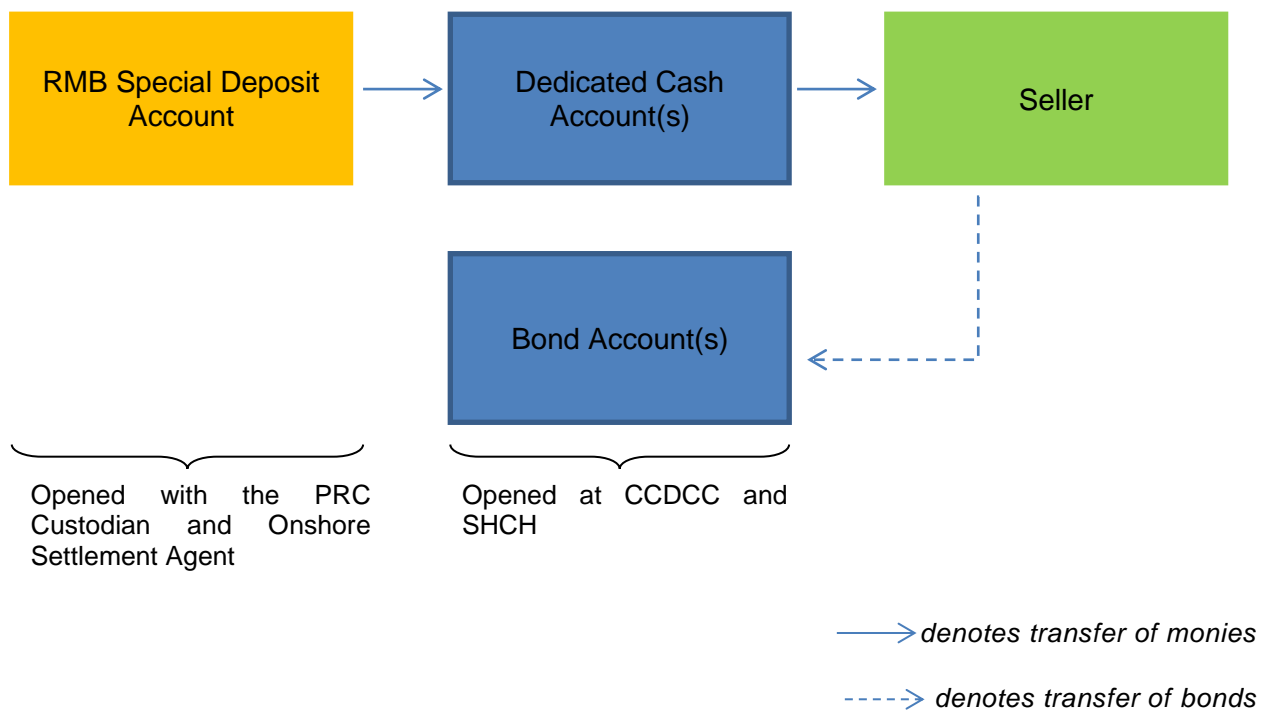 RMB Special Deposit
Account
Dedicated Cash
Account(s)
Seller
Bond Account(s)
Opened with the PRC
Custodian and Onshore
Settlement Agent
Opened at CCDCC and
SHCH
denotes transfer of monies
denotes transfer of bonds